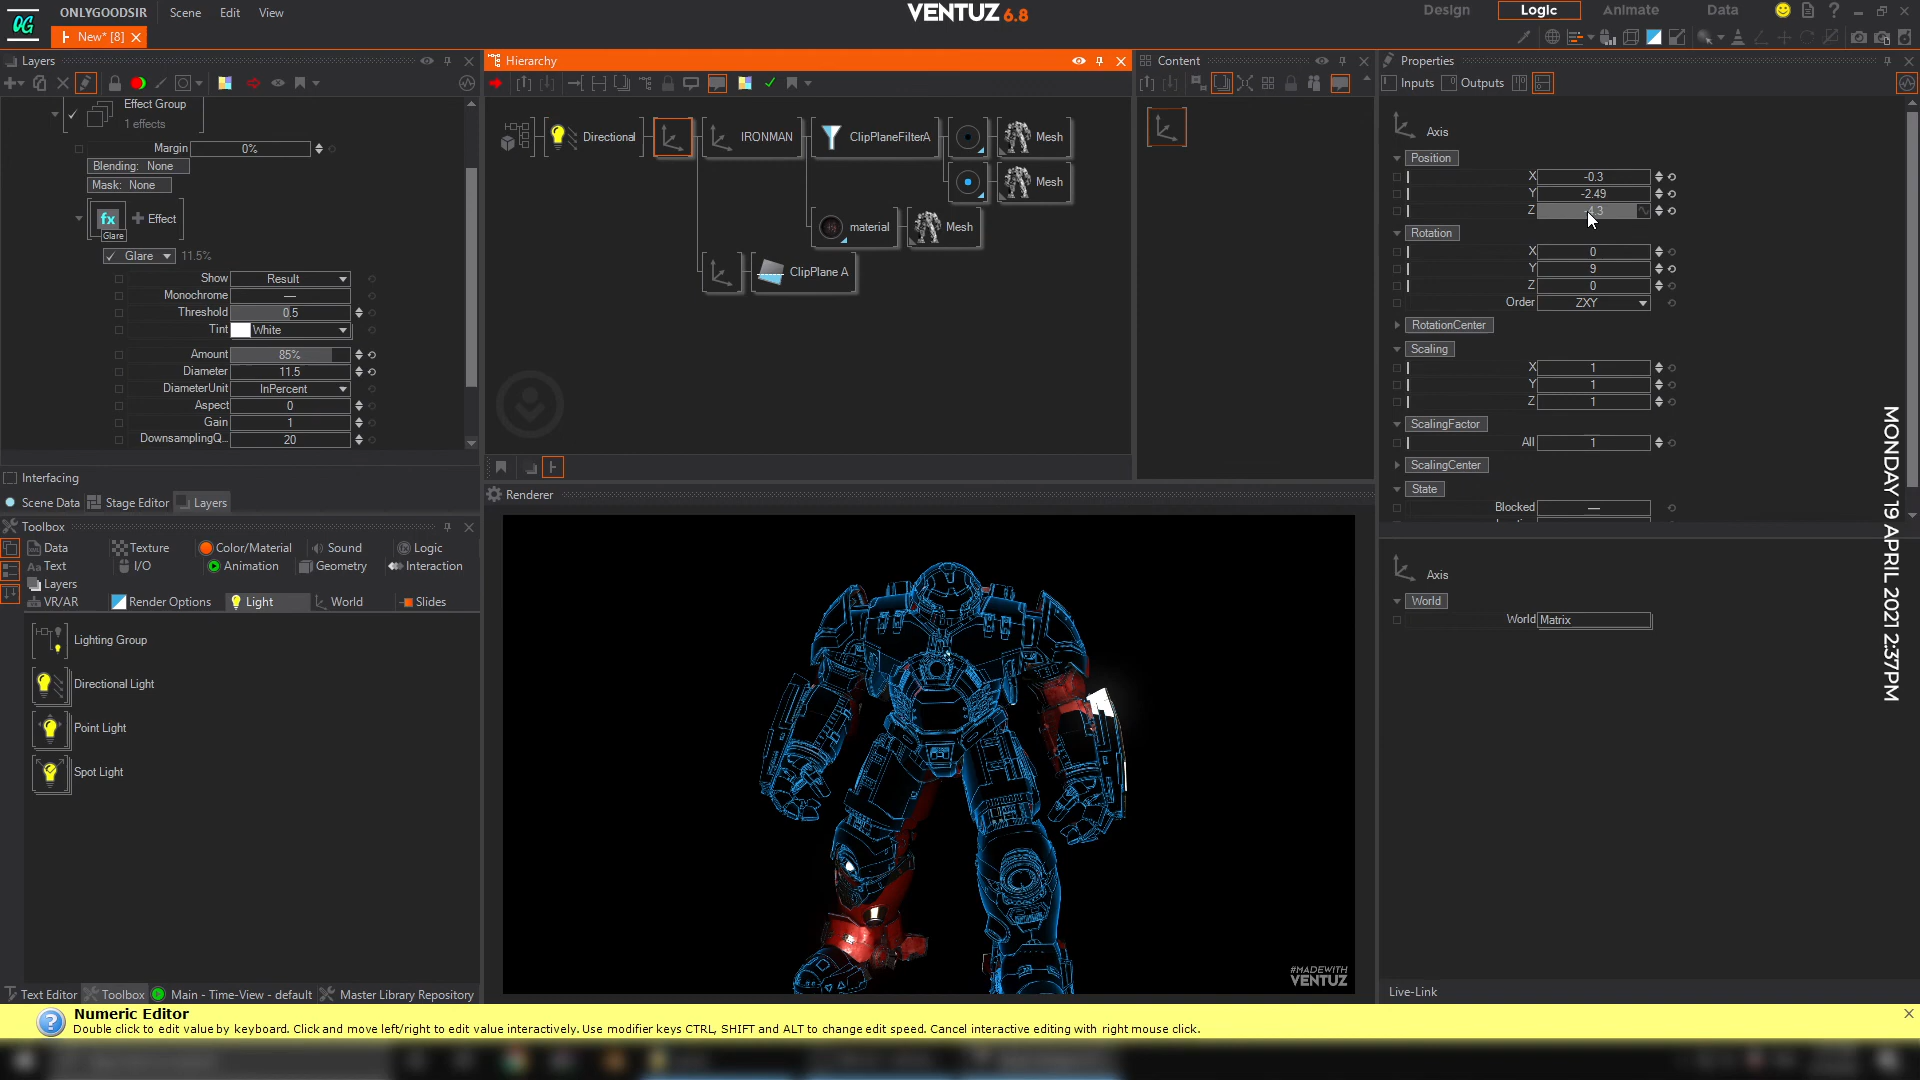 ONLYGOODSIR
Scene
Edit
View
VENTUZ 6.8
Design
Logic
Animate
Data
New* [8]
Layers
Effect Group
1 effects
Margin
0%
Blending: None
Mask: None
fx
Glare
Effect
Glare
11.5%
Show
Result
Monochrome
—
Threshold
0.5
Tint
White
Amount
85%
Diameter
11.5
DiameterUnit
InPercent
Aspect
0
Gain
1
DownsamplingQ...
20
Interfacing
Scene Data
Stage Editor
Layers
Toolbox
Data
Texture
Color/Material
Sound
Logic
Text
I/O
Animation
Geometry
Interaction
Layers
VR/AR
Render Options
Light
World
Slides
Lighting Group
Directional Light
Point Light
Spot Light
Text Editor
Toolbox
Main - Time-View - default
Master Library Repository
Hierarchy
Directional
IRONMAN
ClipPlaneFilterA
Mesh
Mesh
material
Mesh
ClipPlane A
Renderer
#MADEWITH
VENTUZ
Content
Properties
Inputs
Outputs
Axis
Position
X
-0.3
Y
-2.49
Z
-4.3
Rotation
X
0
Y
9
Z
0
Order
ZXY
RotationCenter
Scaling
X
1
Y
1
Z
1
ScalingFactor
All
1
ScalingCenter
State
Blocked
—
Axis
World
World
Matrix
Live-Link
MONDAY 19 APRIL 2021 2:37PM
Numeric Editor
Double click to edit value by keyboard. Click and move left/right to edit value interactively. Use modifier keys CTRL, SHIFT and ALT to change edit speed. Cancel interactive editing with right mouse click.